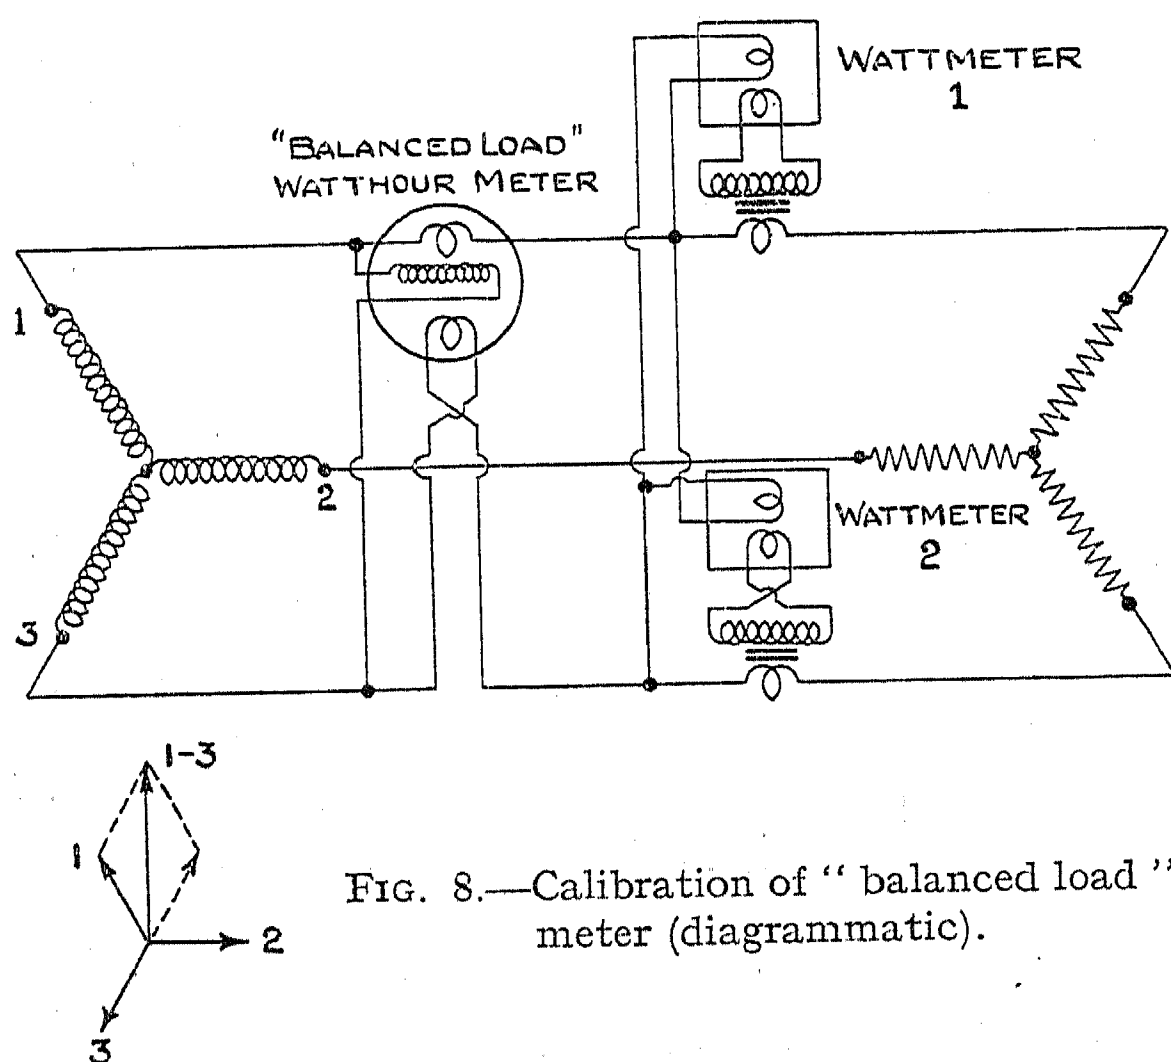 WATTMETER
1
"BALANCED LOAD"
WATTHOUR METER
1
2
WATTMETER
2
3
1-3
1
2
3
FIG. 8.—Calibration of “ balanced load ”
meter (diagrammatic).